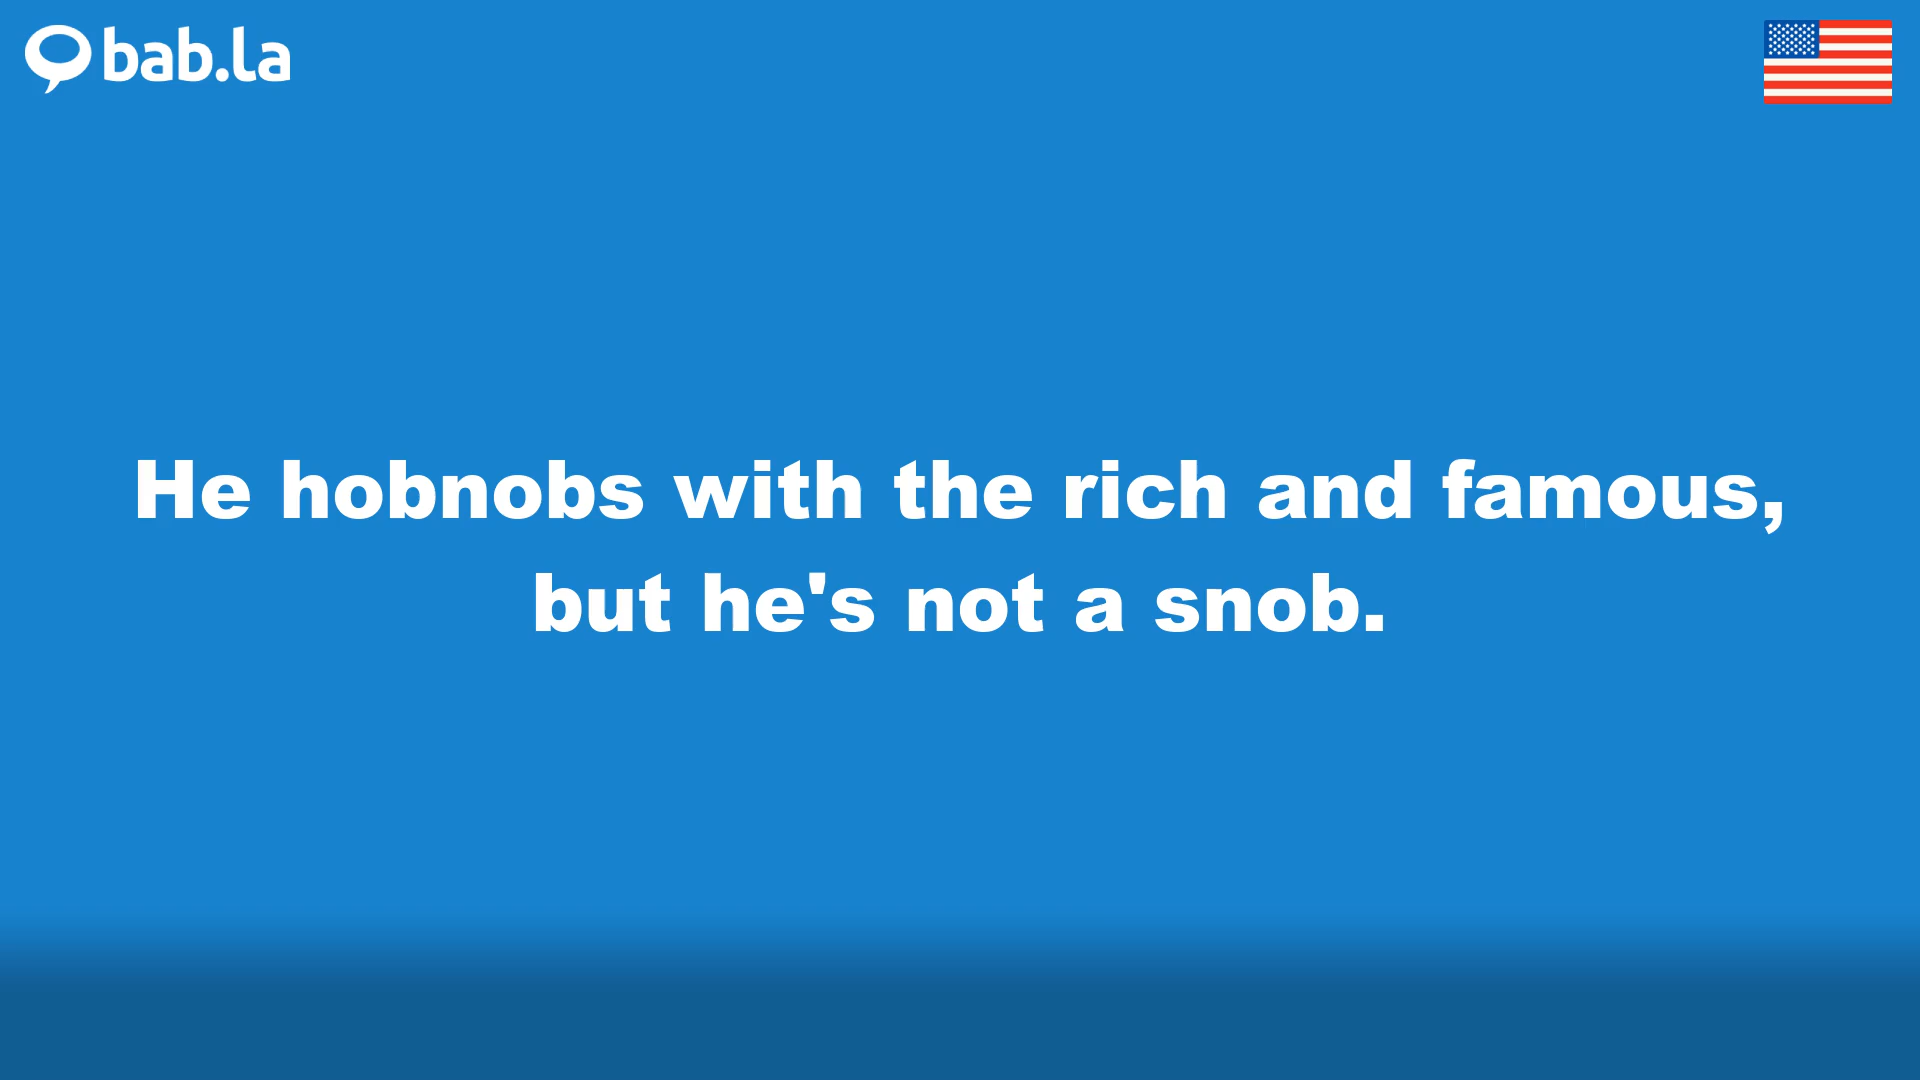 bab.la
He hobnobs with the rich and famous,
but he's not a snob.